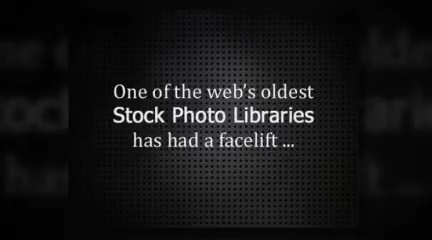 One of the web's oldest
Stock Photo Libraries
has had a facelift ...